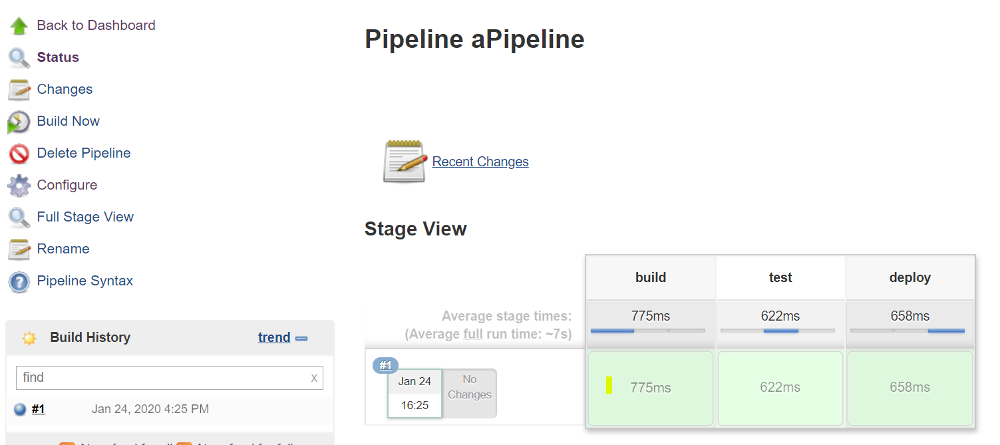 Back to Dashboard
Status
Changes
Build Now
Delete Pipeline
Configure
Full Stage View
Rename
Pipeline Syntax
Build History
trend
find
x
#1
Jan 24, 2020 4:25 PM
Pipeline aPipeline
Recent Changes
Stage View
build
test
deploy
Average stage times:
(Average full run time: ~7s)
775ms
622ms
658ms
#1
Jan 24
16:25
No
Changes
775ms
622ms
658ms